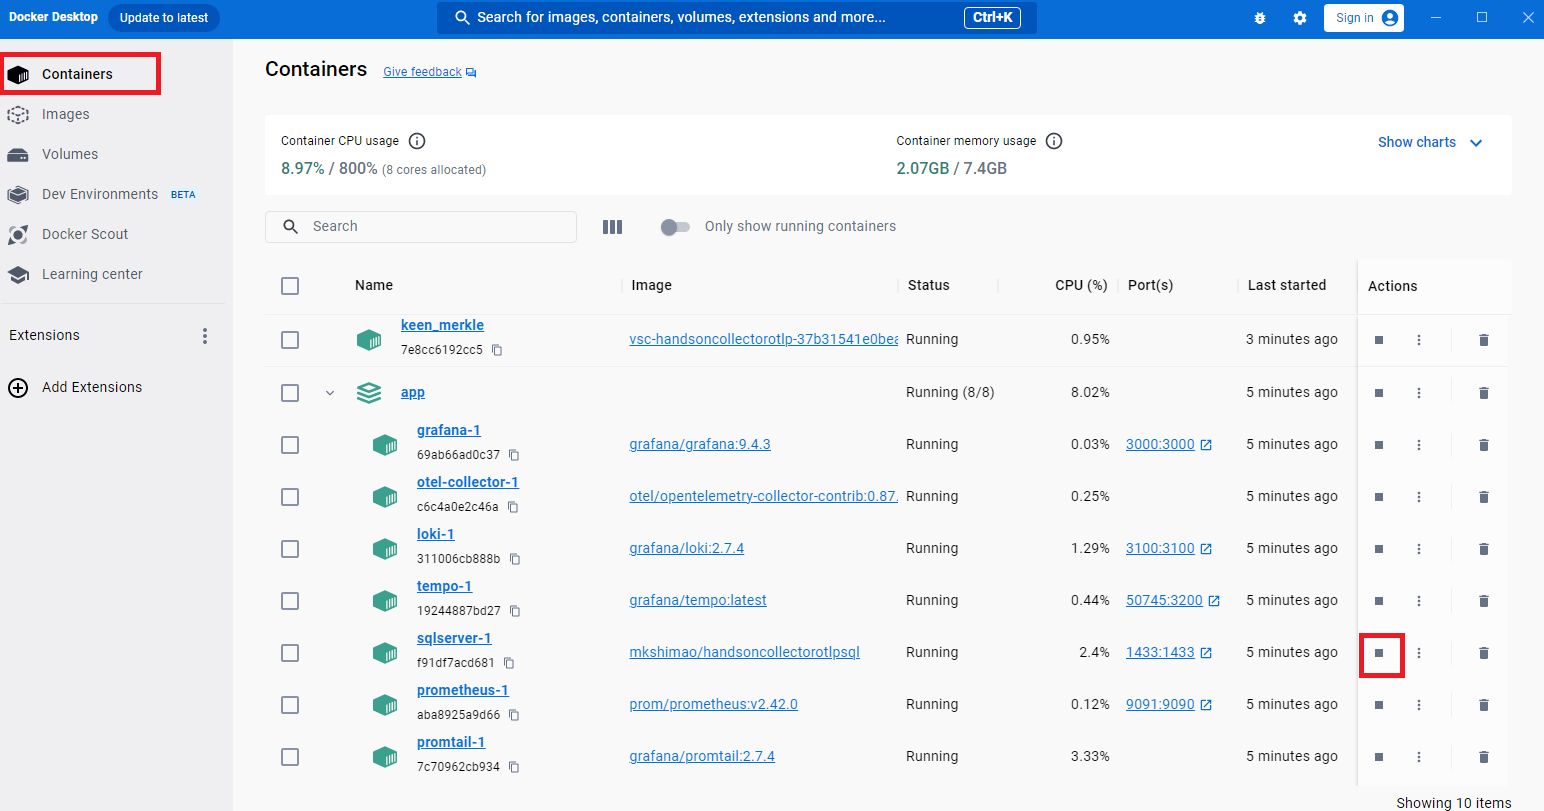 Docker Desktop Update to latest Search for images, containers, volumes, extensions and more... Ctrl+K Sign in
Containers
Images
Volumes
Dev Environments BETA
Docker Scout
Learning center
Extensions
Add Extensions
Containers Give feedback
Container CPU usage Container memory usage Show charts
8.97% / 800% (8 cores allocated) 2.07GB / 7.4GB
Search Only show running containers
Name Image Status CPU (%) Port(s) Last started Actions
keen_merkle
7e8cc6192cc5 vsc-handsoncollectorotlp-37b31541e0bea Running 0.95% 3 minutes ago
app Running (8/8) 8.02% 5 minutes ago
grafana-1
69ab66ad0c37 grafana/grafana:9.4.3 Running 0.03% 3000:3000 5 minutes ago
otel-collector-1
c6c4a0e2c46a otel/opentelemetry-collector-contrib:0.87. Running 0.25% 5 minutes ago
loki-1
311006cb888b grafana/loki:2.7.4 Running 1.29% 3100:3100 5 minutes ago
tempo-1
19244887bd27 grafana/tempo:latest Running 0.44% 50745:3200 5 minutes ago
sqlserver-1
f91df7acd681 mkshimao/handsoncollectorotlpsql Running 2.4% 1433:1433 5 minutes ago
prometheus-1
aba8925a9d66 prom/prometheus:v2.42.0 Running 0.12% 9091:9090 5 minutes ago
promtail-1
7c70962cb934 grafana/promtail:2.7.4 Running 3.33% 5 minutes ago
Showing 10 items